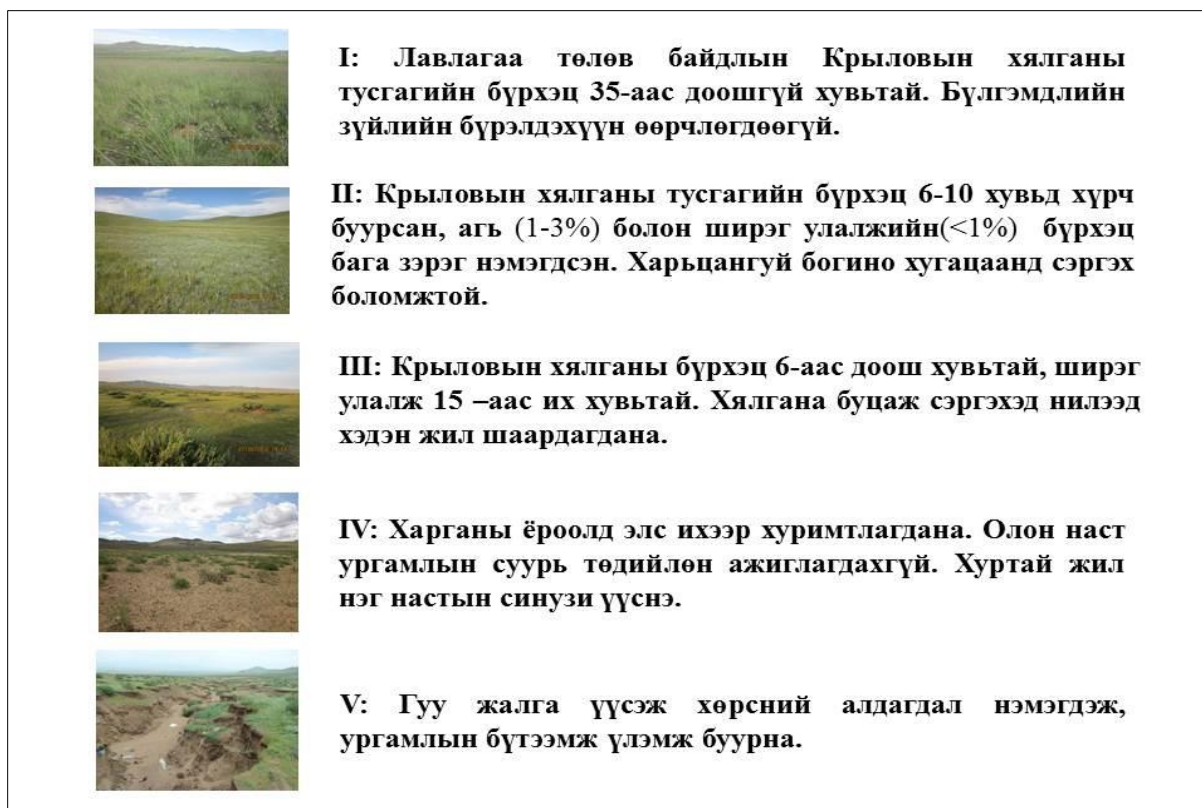 I: Лавлагаа төлөв байдлын Крыловын хялганы
тусгагийн бүрхэц 35-аас доошгүй хувьтай. Бүлгэмдлийн
зүйлийн бүрэлдэхүүн өөрчлөгдөөгүй.
II: Крыловын хялганы тусгагийн бүрхэц 6-10 хувьд хүрч
буурсан, агь (1-3%) болон ширэг улалжийн(<1%) бүрхэц
бага зэрэг нэмэгдсэн. Харьцангуй богино хугацаанд сэргэх
боломжтой.
III: Крыловын хялганы бүрхэц 6-аас доош хувьтай, ширэг
улалж 15 –аас их хувьтай. Хялгана буцаж сэргэхэд нилээд
хэдэн жил шаардагдана.
IV: Харганы ёроолд элс ихээр хуримтлагдана. Олон наст
ургамлын суурь төдийлөн ажиглагдахгүй. Хуртай жил
нэг настын синузи үүснэ.
V: Гуу жалга үүсэж хөрсний алдагдал нэмэгдэж,
ургамлын бүтээмж үлэмж буурна.